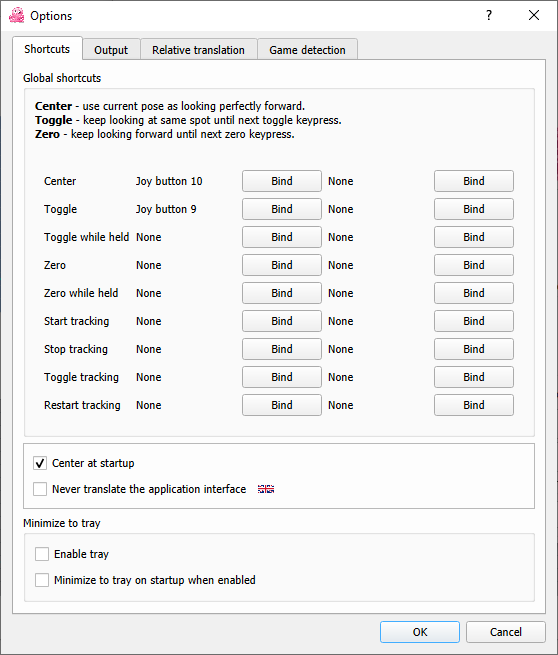 Options
Shortcuts Output Relative translation Game detection
Global shortcuts
Center - use current pose as looking perfectly forward.
Toggle - keep looking at same spot until next toggle keypress.
Zero - keep looking forward until next zero keypress.
Center Joy button 10 Bind None Bind
Toggle Joy button 9 Bind None Bind
Toggle while held None Bind None Bind
Zero None Bind None Bind
Zero while held None Bind None Bind
Start tracking None Bind None Bind
Stop tracking None Bind None Bind
Toggle tracking None Bind None Bind
Restart tracking None Bind None Bind
Center at startup
Never translate the application interface
Minimize to tray
Enable tray
Minimize to tray on startup when enabled
OK Cancel